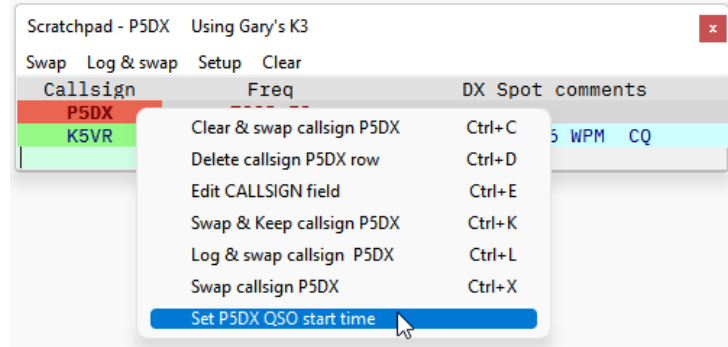 Scratchpad - P5DX Using Gary's K3
x
Swap Log & swap Setup Clear
Callsign Freq DX Spot comments
P5DX
K5VR 6 WPM CQ
Clear & swap callsign P5DX Ctrl+C
Delete callsign P5DX row Ctrl+D
Edit CALLSIGN field Ctrl+E
Swap & Keep callsign P5DX Ctrl+K
Log & swap callsign P5DX Ctrl+L
Swap callsign P5DX Ctrl+X
Set P5DX QSO start time